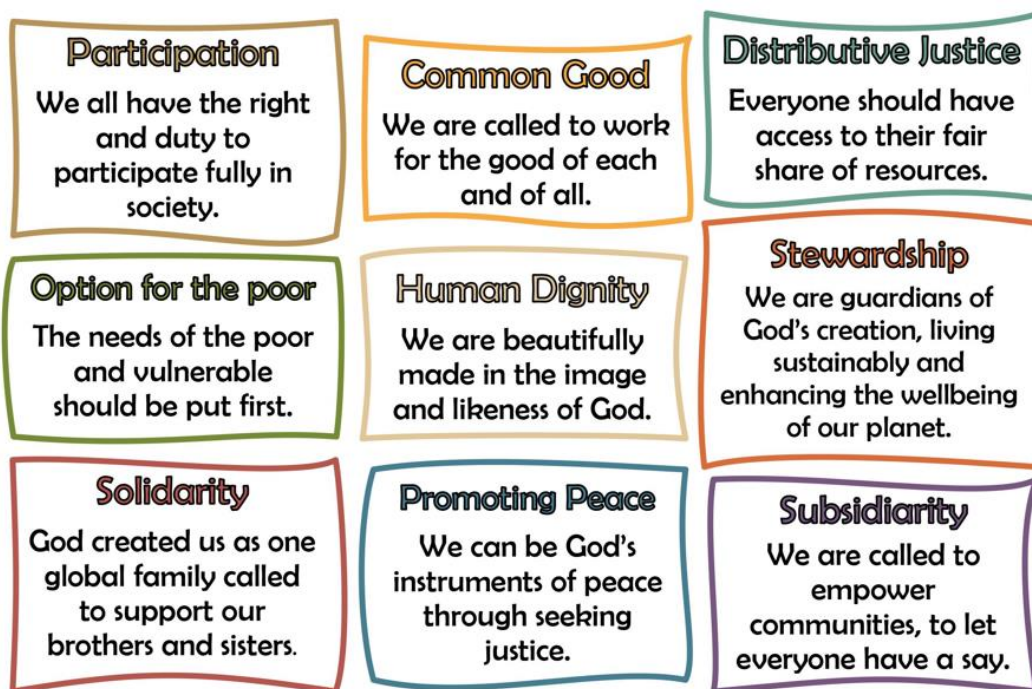 Participation
We all have the right
and duty to
participate fully in
society.
Common Good
We are called to work
for the good of each
and of all.
Distributive Justice
Everyone should have
access to their fair
share of resources.
Option for the poor
The needs of the poor
and vulnerable
should be put first.
Human Dignity
We are beautifully
made in the image
and likeness of God.
Stewardship
We are guardians of
God's creation, living
sustainably and
enhancing the wellbeing
of our planet.
Solidarity
God created us as one
global family called
to support our
brothers and sisters.
Promoting Peace
We can be God's
instruments of peace
through seeking
justice.
Subsidiarity
We are called to
empower
communities, to let
everyone have a say.